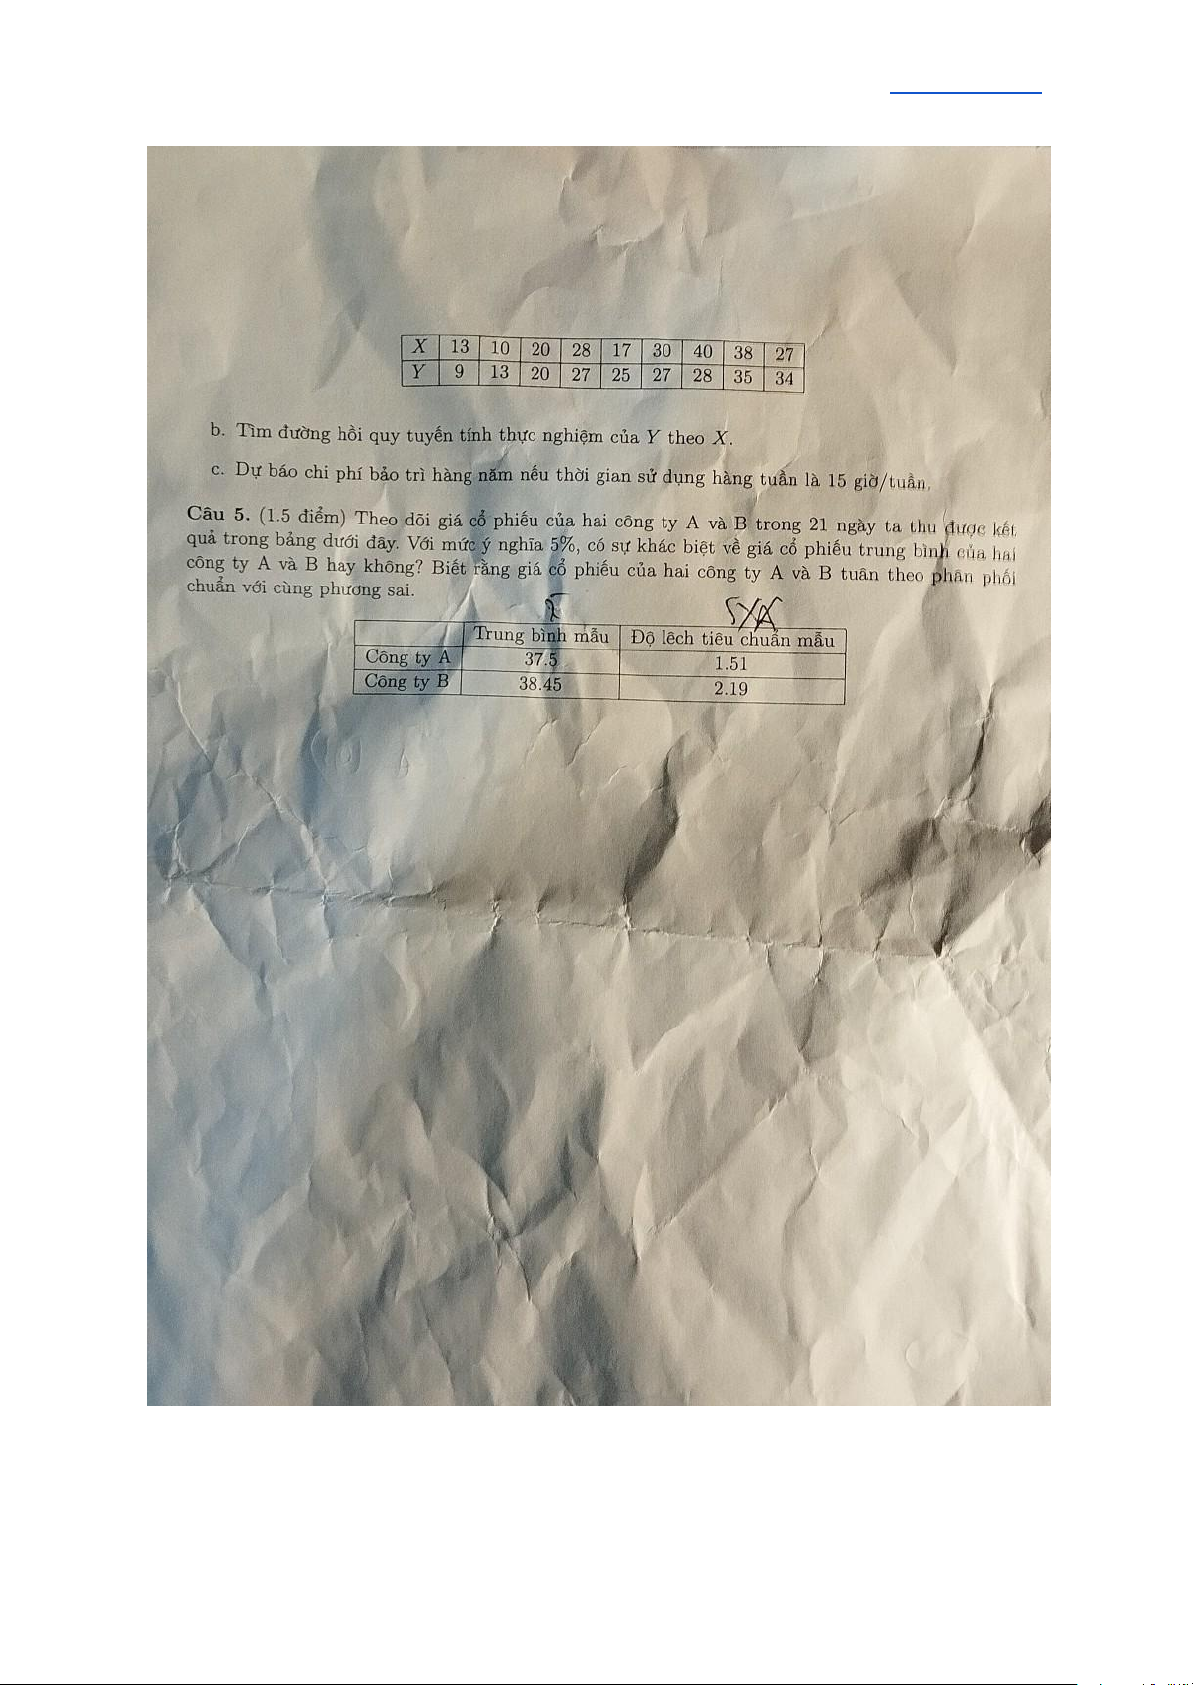 X 13 10 20 28 17 30 40 38 27
Y 9 13 20 27 25 27 28 35 34
b. Tìm đường hồi quy tuyến tính thực nghiệm của Y theo X.
c. Dự báo chi phí bảo trì hàng năm nếu thời gian sử dụng hàng tuần là 15 giờ/tuần.
Câu 5. (1.5 điểm) Theo dõi giá cổ phiếu của hai công ty A và B trong 21 ngày ta thu được kết
quả trong bảng dưới đây. Với mức ý nghĩa 5%, có sự khác biệt về giá cổ phiếu trung bình của hai
công ty A và B hay không? Biết rằng giá cổ phiếu của hai công ty A và B tuân theo phân phối
chuẩn với cùng phương sai.
Trung bình mẫu Độ lệch tiêu chuẩn mẫu
Công ty A 37.5 1.51
Công ty B 38.45 2.19